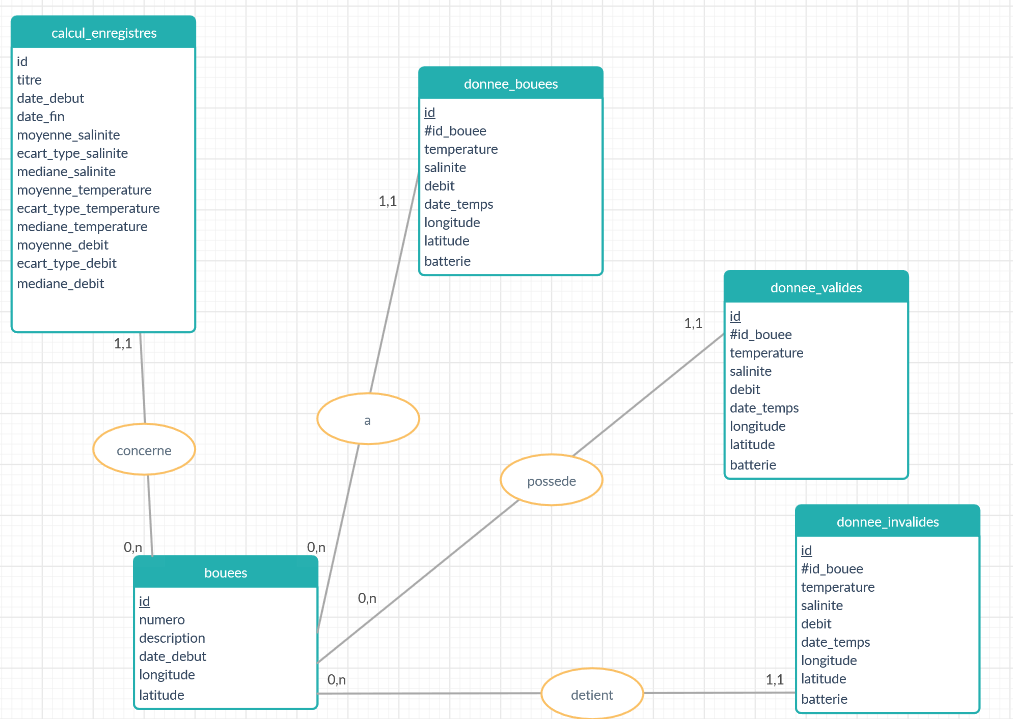 calcul_enregistres
id
titre
date_debut
date_fin
moyenne_salinite
ecart_type_salinite
mediane_salinite
moyenne_temperature
ecart_type_temperature
mediane_temperature
moyenne_debit
ecart_type_debit
mediane_debit
1,1
concerne
0,n
donnee_bouees
id
#id_bouee
temperature
salinite
debit
date_temps
longitude
latitude
batterie
1,1
a
0,n
donnee_valides
id
#id_bouee
temperature
salinite
debit
date_temps
longitude
latitude
batterie
1,1
possede
0,n
bouees
id
numero
description
date_debut
longitude
latitude
0,n
detient
1,1
donnee_invalides
id
#id_bouee
temperature
salinite
debit
date_temps
longitude
latitude
batterie